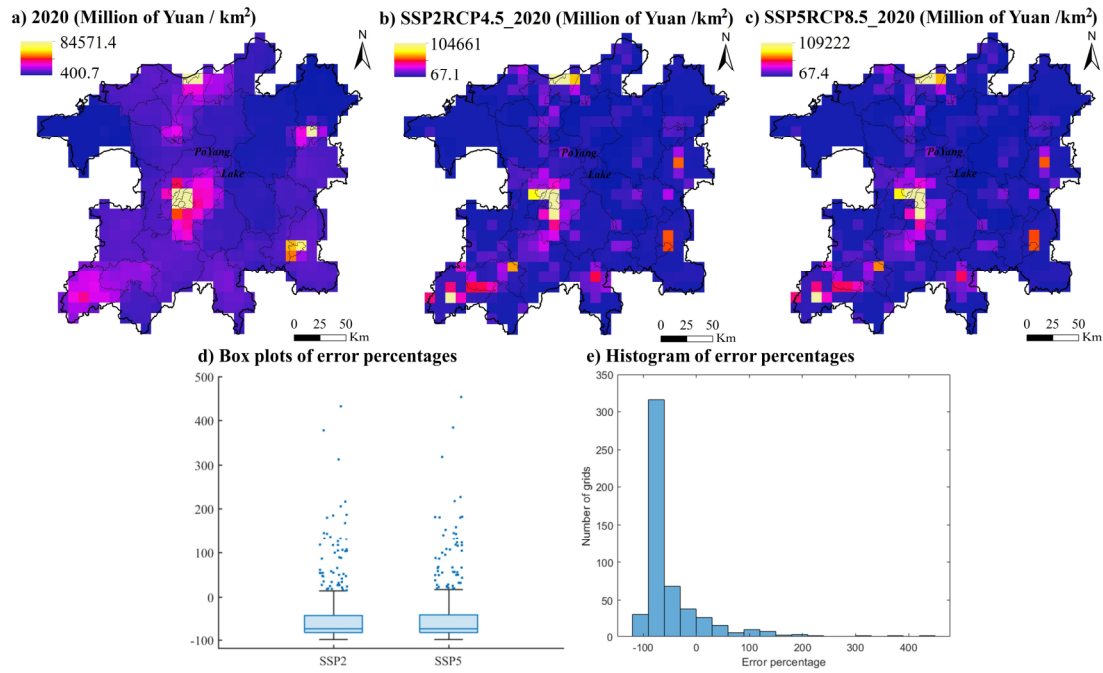 a) 2020 (Million of Yuan / km²)
84571.4
400.7
N
PoYang
Lake
0 25 50
Km
b) SSP2RCP4.5_2020 (Million of Yuan /km²)
104661
67.1
N
PoYang
Lake
0 25 50
Km
c) SSP5RCP8.5_2020 (Million of Yuan /km²)
109222
67.4
N
PoYang
Lake
0 25 50
Km
d) Box plots of error percentages
500
400
300
200
100
0
-100
SSP2 SSP5
e) Histogram of error percentages
350
300
250
200
150
100
50
0
Number of grids
-100 0 100 200 300 400
Error percentage